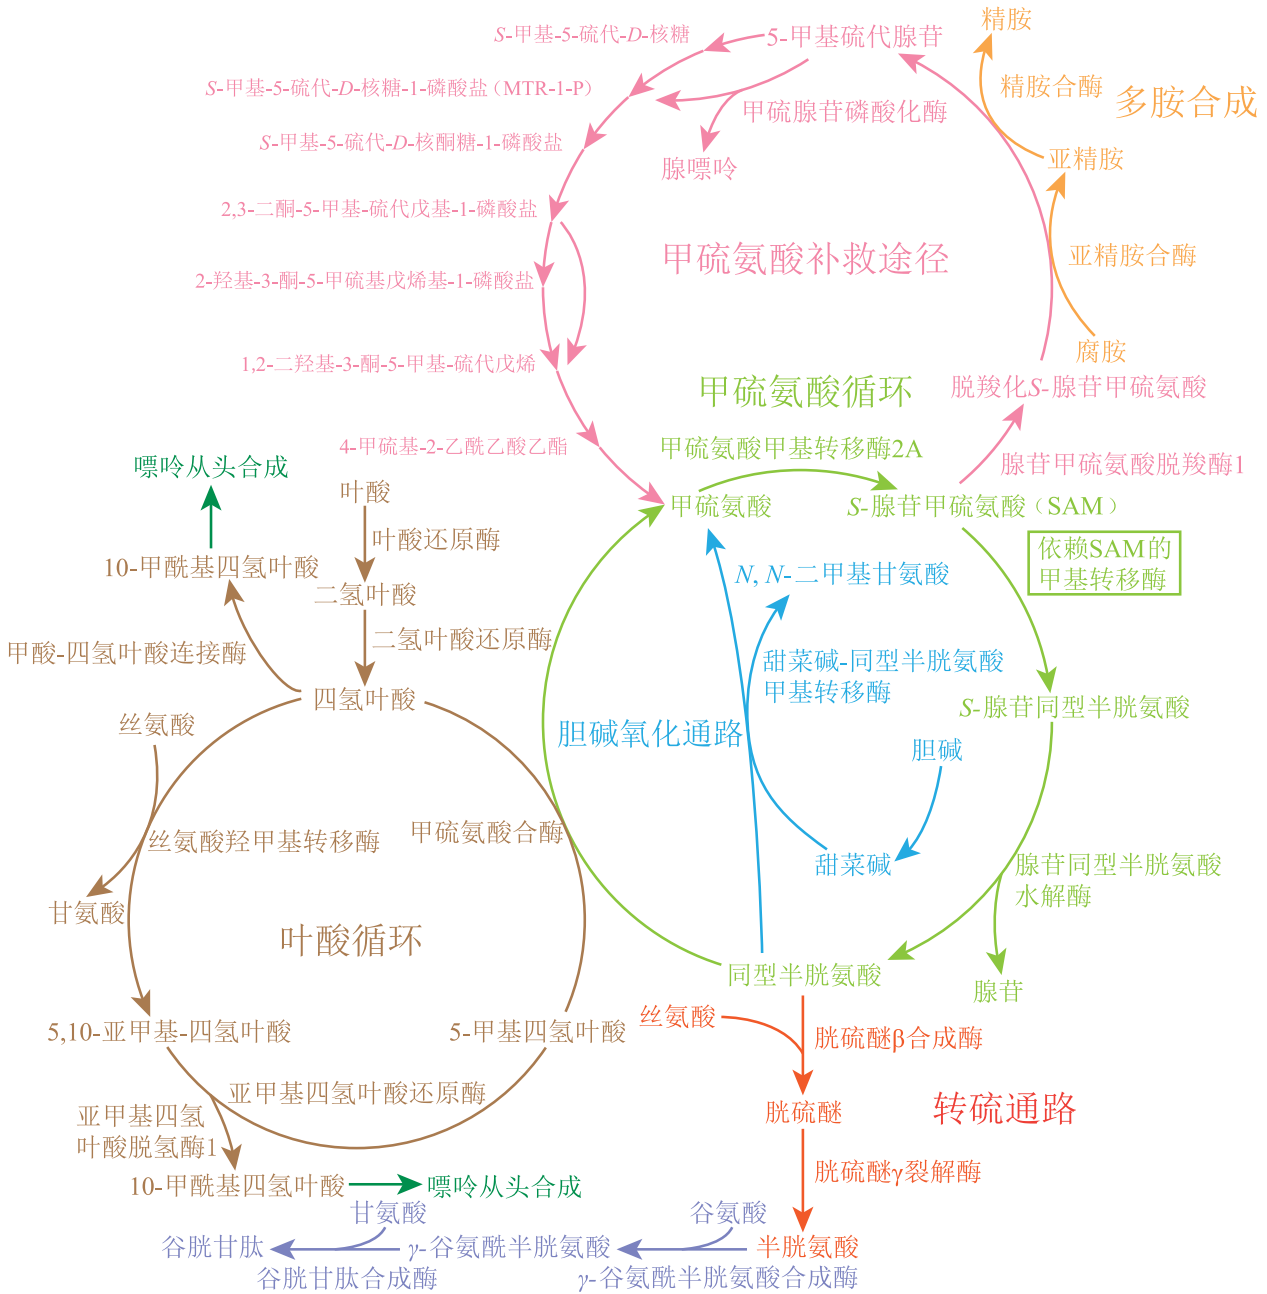 精胺
S-甲基-5-硫代-D-核糖
5-甲基硫代腺苷
精胺合酶
多胺合成
S-甲基-5-硫代-D-核糖-1-磷酸盐（MTR-1-P）
甲硫腺苷磷酸化酶
S-甲基-5-硫代-D-核酮糖-1-磷酸盐
腺嘌呤
亚精胺
2,3-二酮-5-甲基-硫代戊基-1-磷酸盐
甲硫氨酸补救途径
亚精胺合酶
2-羟基-3-酮-5-甲硫基戊烯基-1-磷酸盐
腐胺
1,2-二羟基-3-酮-5-甲基-硫代戊烯
甲硫氨酸循环
脱羧化S-腺苷甲硫氨酸
4-甲硫基-2-乙酰乙酸乙酯
甲硫氨酸甲基转移酶2A
腺苷甲硫氨酸脱羧酶1
嘌呤从头合成
叶酸
甲硫氨酸
S-腺苷甲硫氨酸（SAM）
叶酸还原酶
依赖SAM的
甲基转移酶
10-甲酰基四氢叶酸
N, N-二甲基甘氨酸
二氢叶酸
二氢叶酸还原酶
甲酸-四氢叶酸连接酶
甜菜碱-同型半胱氨酸
甲基转移酶
四氢叶酸
S-腺苷同型半胱氨酸
丝氨酸
胆碱氧化通路
胆碱
丝氨酸羟甲基转移酶
甲硫氨酸合酶
甜菜碱
腺苷同型半胱氨酸
水解酶
甘氨酸
叶酸循环
同型半胱氨酸
腺苷
5,10-亚甲基-四氢叶酸
5-甲基四氢叶酸
丝氨酸
胱硫醚β合成酶
亚甲基四氢叶酸还原酶
亚甲基四氢
叶酸脱氢酶1
胱硫醚
转硫通路
10-甲酰基四氢叶酸
嘌呤从头合成
胱硫醚γ裂解酶
甘氨酸
谷氨酸
谷胱甘肽
γ-谷氨酰半胱氨酸
半胱氨酸
谷胱甘肽合成酶
γ-谷氨酰半胱氨酸合成酶